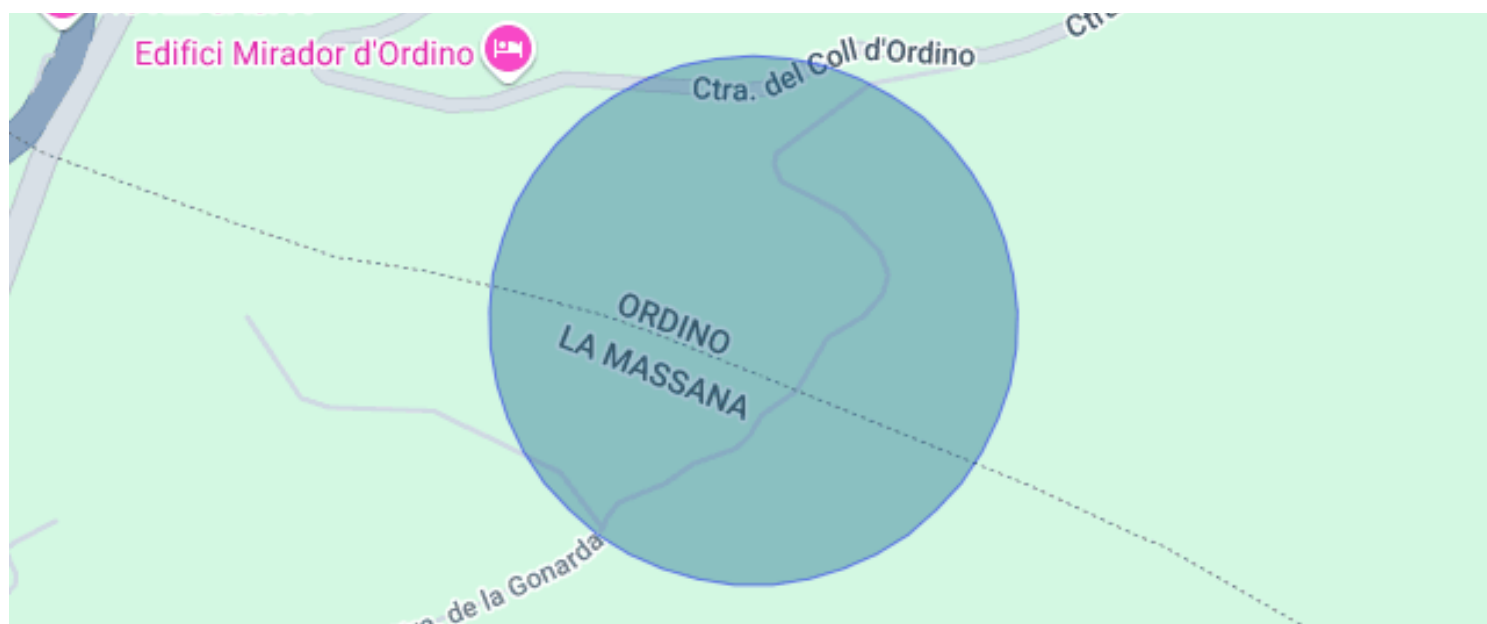 Edifici Mirador d'Ordino
Ctra. del Coll d'Ordino
ORDINO
LA MASSANA
de la Gonarda